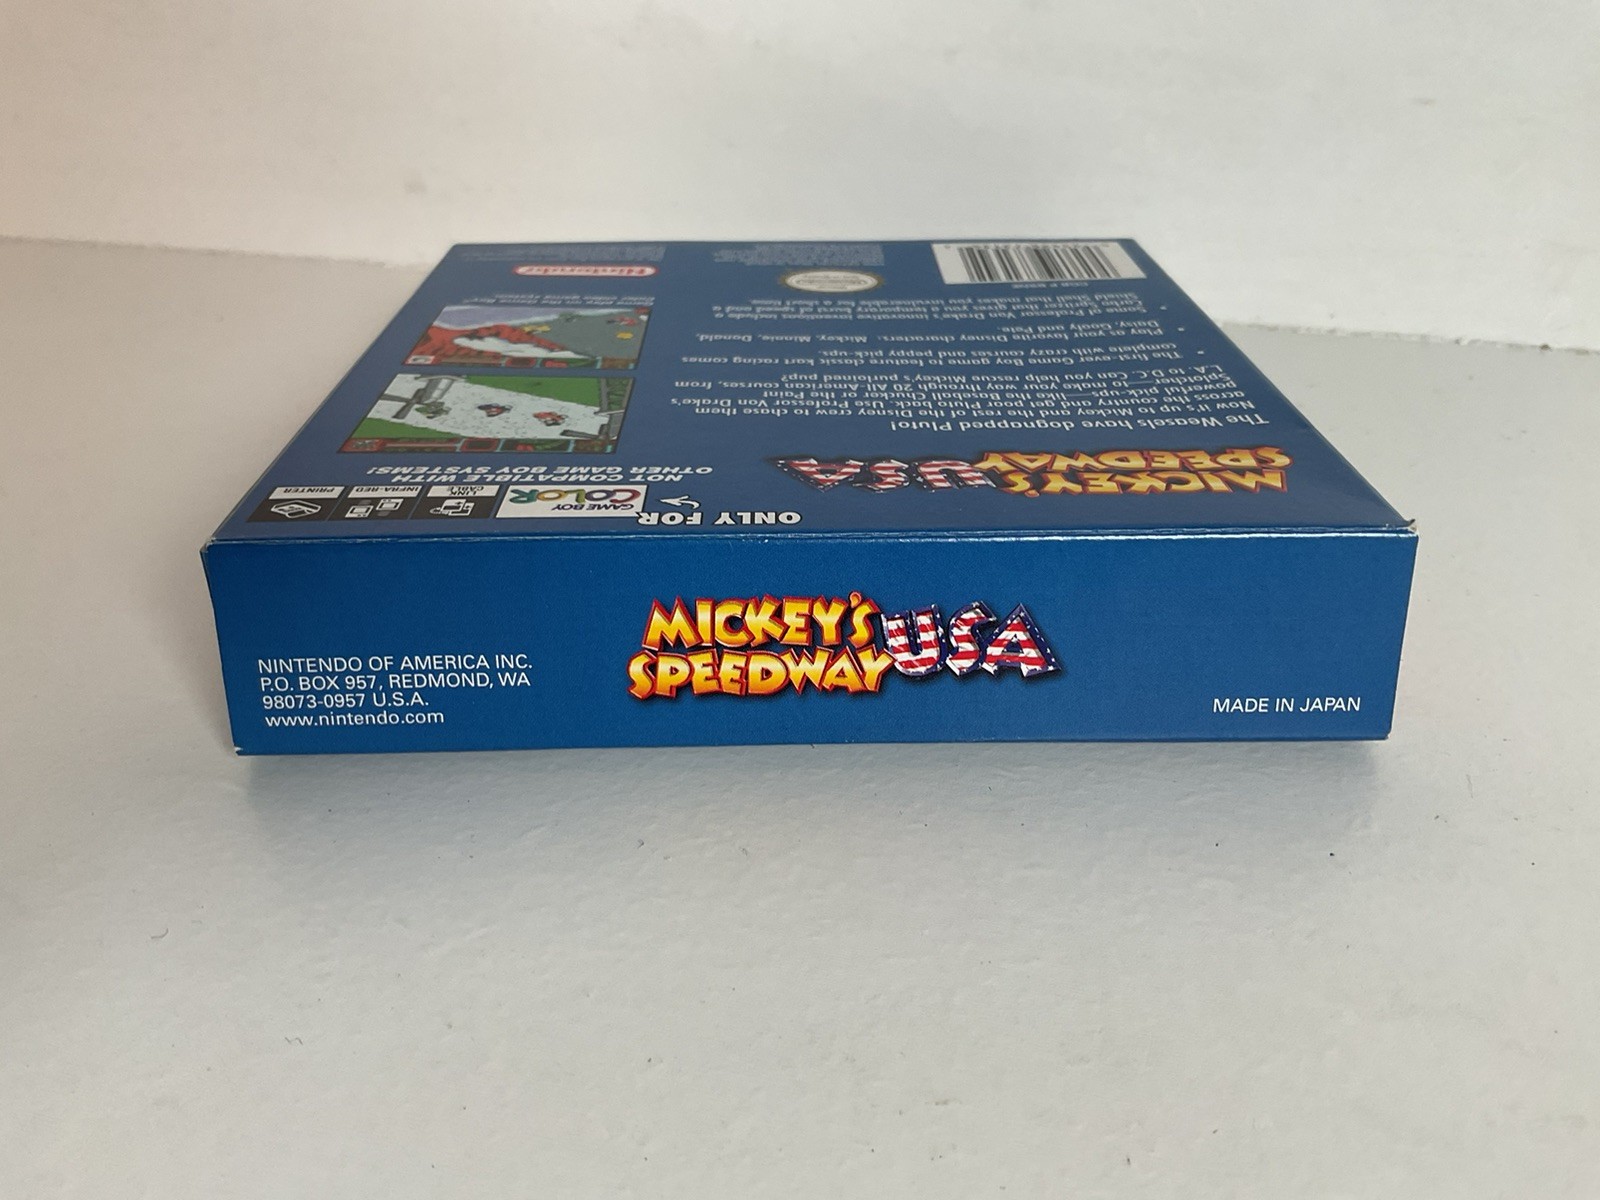 MICKEY'S
SPEEDWAY USA
NINTENDO OF AMERICA INC.
P.O. BOX 957, REDMOND, WA
98073-0957 U.S.A.
www.nintendo.com
MADE IN JAPAN
ONLY FOR
GAME BOY
COLOR
LINK CABLE
INFRA-RED
PRINTER
NOT COMPATIBLE WITH
OTHER GAME BOY SYSTEMS!
MICKEY'S
SPEEDWAY USA
The Weasels have dognapped Pluto!
Now it's up to Mickey and the rest of the Disney crew to chase them
across the country and get poor Pluto back. Use Professor Von Drake's
powerful pick-ups—like the Baseball Chucker or the Paint
Splotcher—to make your way through 20 All American courses, from
L.A. to D.C. Can you help rescue Mickey's purloined pup?
• The first-ever Game Boy game to feature classic kart racing comes
complete with crazy courses and peppy pick-ups.
• Play as your favorite Disney characters. Mickey, Minnie, Donald,
Daisy, Goofy and Pete.
• Some of Professor Von Drake's innovative inventions include a
Turbo Spritzer that gives you a temporary burst of speed and a
Shield that makes you invulnerable for a short time.
Nintendo